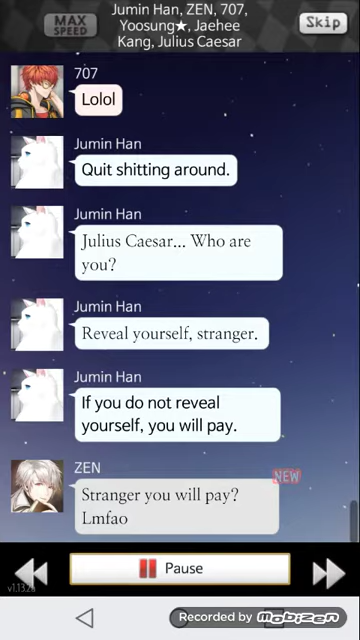 Jumin Han, ZEN, 707,
Yoosung★, Jaehee
Kang, Julius Caesar
MAX
SPEED
Skip
707
Lolol
Jumin Han
Quit shitting around.
Jumin Han
Julius Caesar... Who are
you?
Jumin Han
Reveal yourself, stranger.
Jumin Han
If you do not reveal
yourself, you will pay.
ZEN
NEW
Stranger you will pay?
Lmfao
Pause
Recorded by Mobizen